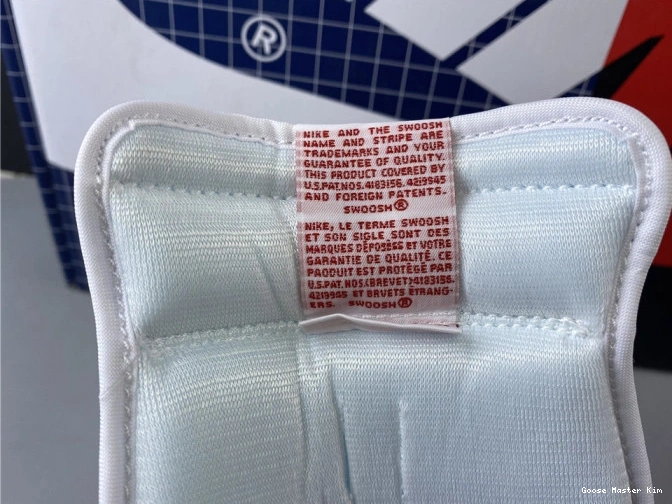 ®
NIKE AND THE SWOOSH
NAME AND STRIPE ARE
TRADEMARKS AND YOUR
GUARANTEE OF QUALITY.
THIS PRODUCT COVERED BY
U.S.PAT.NOS. 4183156. 4219945
AND FOREIGN PATENTS.
SWOOSH®
NIKE, LE TERME SWOOSH
ET SON SIGLE SONT DES
MARQUES DÉPOSÉES ET VOTRE
GARANTIE DE QUALITÉ. CE
PAODUIT EST PROTÉGÉ PAR
U.S.PAT.NOS.(BREVET)4183156.
4219945 ET BRVETS ETRANG-
ERS. SWOOSH®
Goose Master Kim